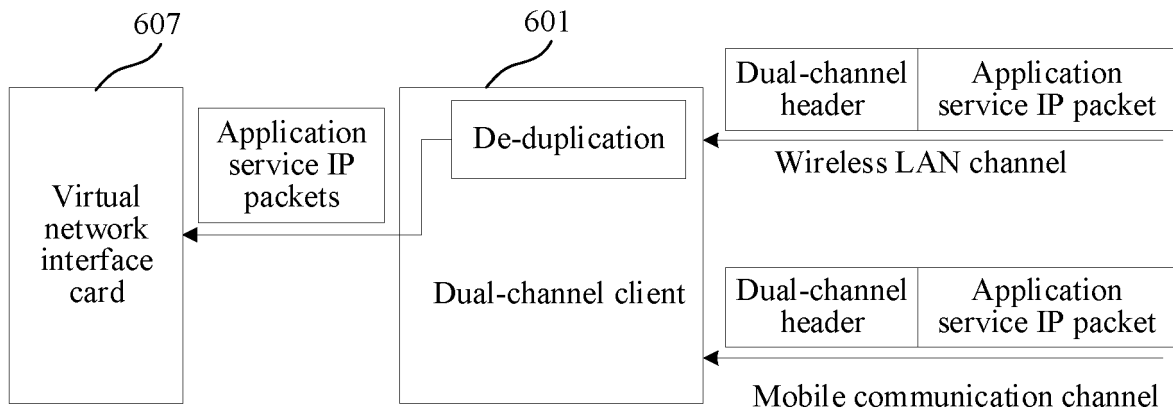 607
601
Virtual
network
interface
card
Application
service IP
packets
De-duplication
Dual-channel client
Dual-channel
header
Application
service IP packet
Wireless LAN channel
Dual-channel
header
Application
service IP packet
Mobile communication channel